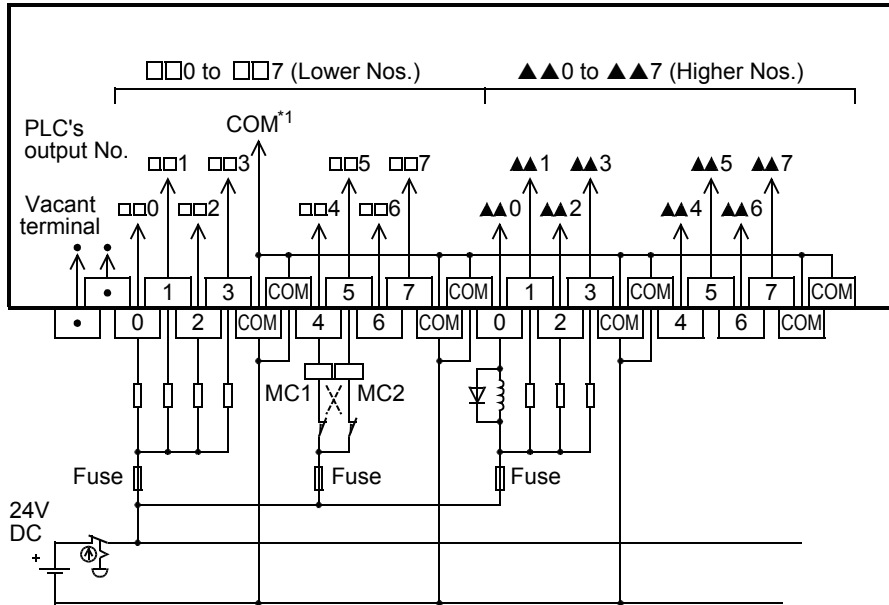 □□0 to □□7 (Lower Nos.) ▲▲0 to ▲▲7 (Higher Nos.)
COM*1
PLC's
output No.
□□1 □□3 □□5 □□7 ▲▲1 ▲▲3 ▲▲5 ▲▲7
Vacant
terminal
□□0 □□2 □□4 □□6 ▲▲0 ▲▲2 ▲▲4 ▲▲6
• •
• 1 3 COM 5 7 COM 1 3 COM 5 7 COM
• 0 2 COM 4 6 COM 0 2 COM 4 6 COM
MC1 MC2
Fuse Fuse Fuse
24V
DC
+